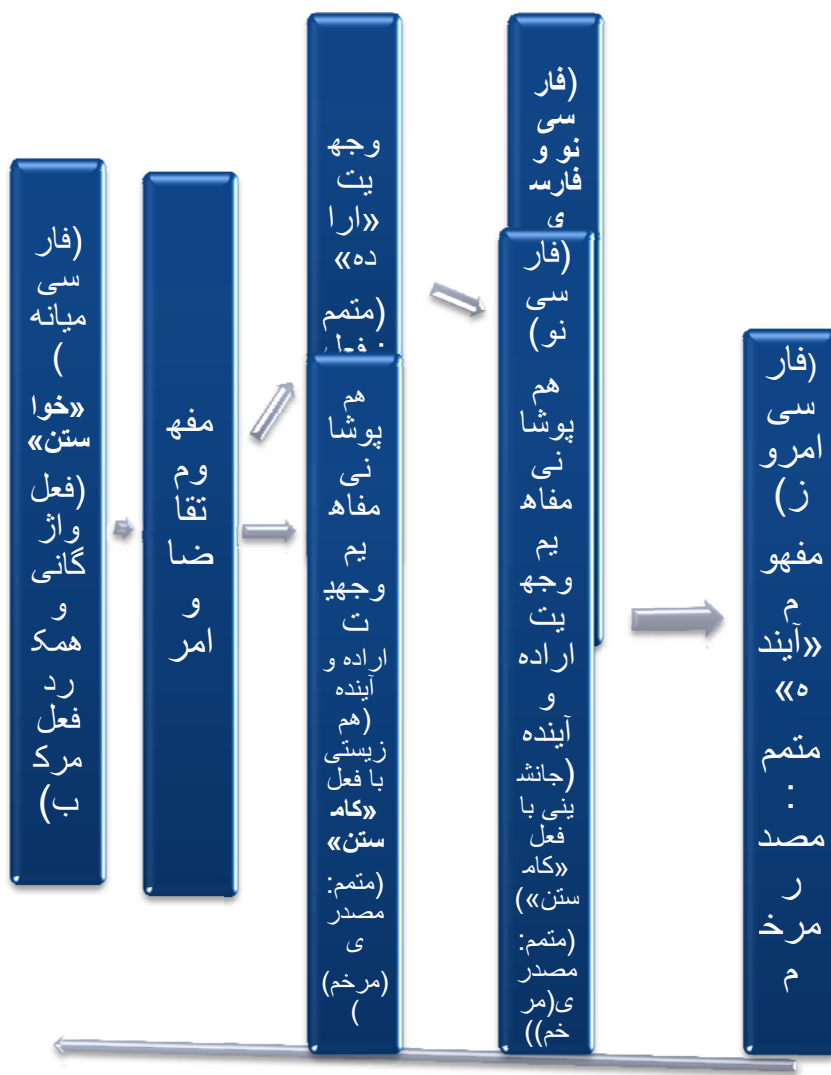 (فار
سی
میانه
(
«خوا
ستن»
(فعل
واژ
گانی
و
همک
رد
فعل
مرک
ب)
مفه
وم
تقا
ضا
و
امر
وجه
یت
«ارا
ده»
(متمم
: فعل
هم
پوشا
نی
مفاه
یم
وجهی
ت
اراده و
آینده
(هم
زیستی
با فعل
«کام
ستن»
(متمم:
مصدر
ی
(مرخم)
(
(فار
سی
نو و
فارس
ی
(فار
سی
نو)
هم
پوشا
نی
مفاه
یم
وجه
یت
اراده
و
آینده
(جانش
ینی با
فعل
«کام
ستن»)
(متمم:
مصدر
ی(مر
خم))
(فار
سی
امرو
ز)
مفهو
م
«آیند
ه»
متمم
:
مصد
ر
مرخ
م